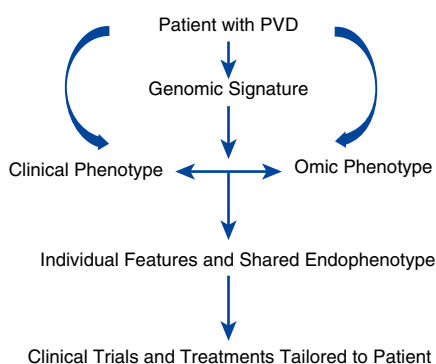 Patient with PVD
Genomic Signature
Clinical Phenotype
Omic Phenotype
Individual Features and Shared Endophenotype
Clinical Trials and Treatments Tailored to Patient